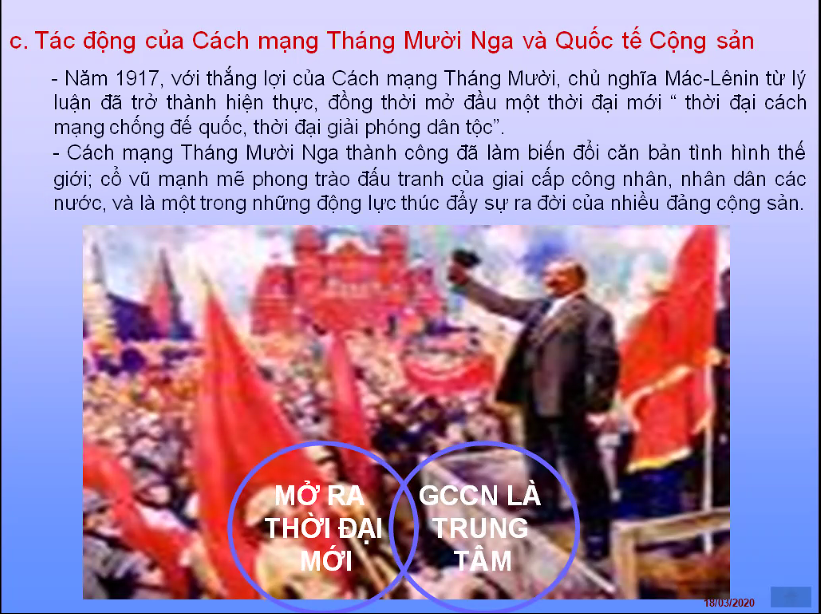 c. Tác động của Cách mạng Tháng Mười Nga và Quốc tế Cộng sản
- Năm 1917, với thắng lợi của Cách mạng Tháng Mười, chủ nghĩa Mác-Lênin từ lý
luận đã trở thành hiện thực, đồng thời mở đầu một thời đại mới “ thời đại cách
mạng chống đế quốc, thời đại giải phóng dân tộc”.
- Cách mạng Tháng Mười Nga thành công đã làm biến đổi căn bản tình hình thế
giới; cổ vũ mạnh mẽ phong trào đấu tranh của giai cấp công nhân, nhân dân các
nước, và là một trong những động lực thúc đẩy sự ra đời của nhiều đảng cộng sản.
MỞ RA
THỜI ĐẠI
MỚI
GCCN LÀ
TRUNG
TÂM
18/03/2020